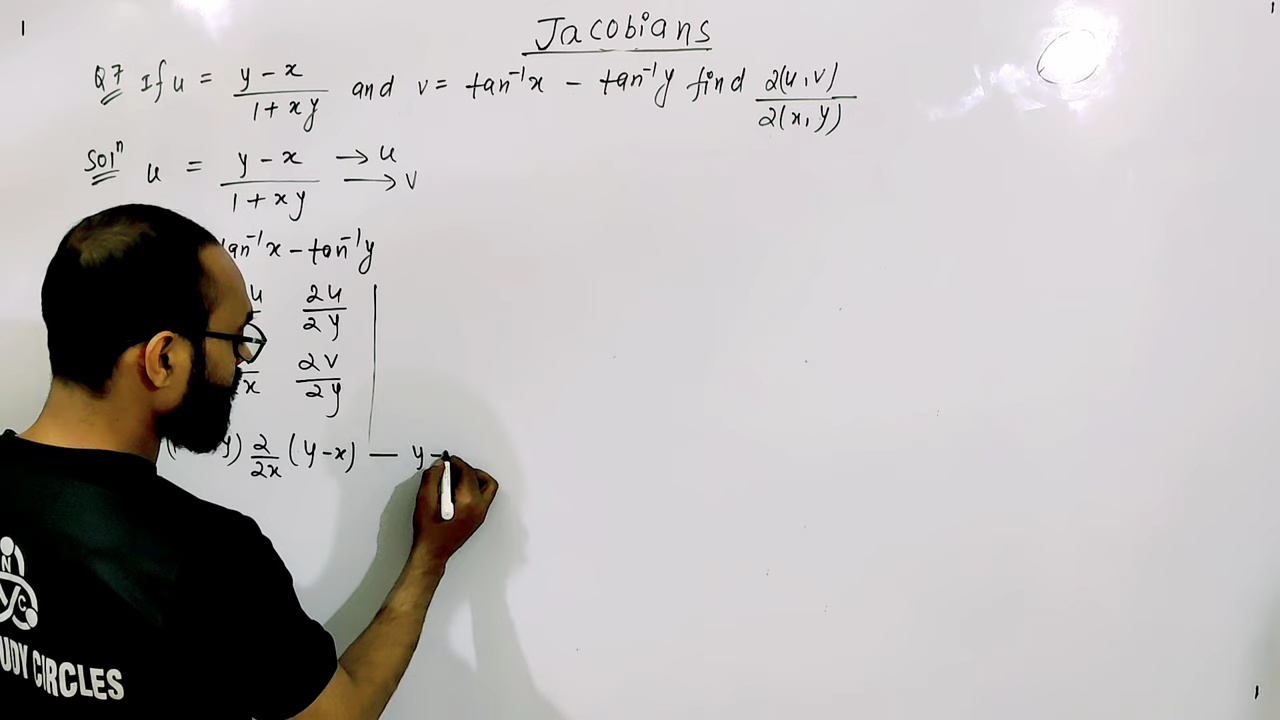 Jacobians
Q7 If u = y - x / 1 + xy and v = tan⁻¹x - tan⁻¹y find ∂(u, v) / ∂(x, y)
Solⁿ u = y - x / 1 + xy → u → v
tan⁻¹x - tan⁻¹y
u ∂u/∂y
x ∂v/∂y
y) ∂/∂x (y - x) — y -
N
C
UDY CIRCLES